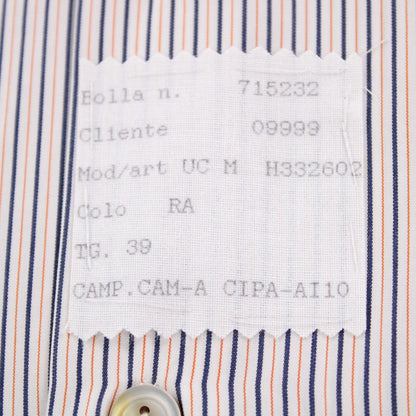 Bolla n. 715232
Cliente 09999
Mod/art UC M H332602
Colo RA
TG. 39
CAMP.CAM-A CIPA-AI10